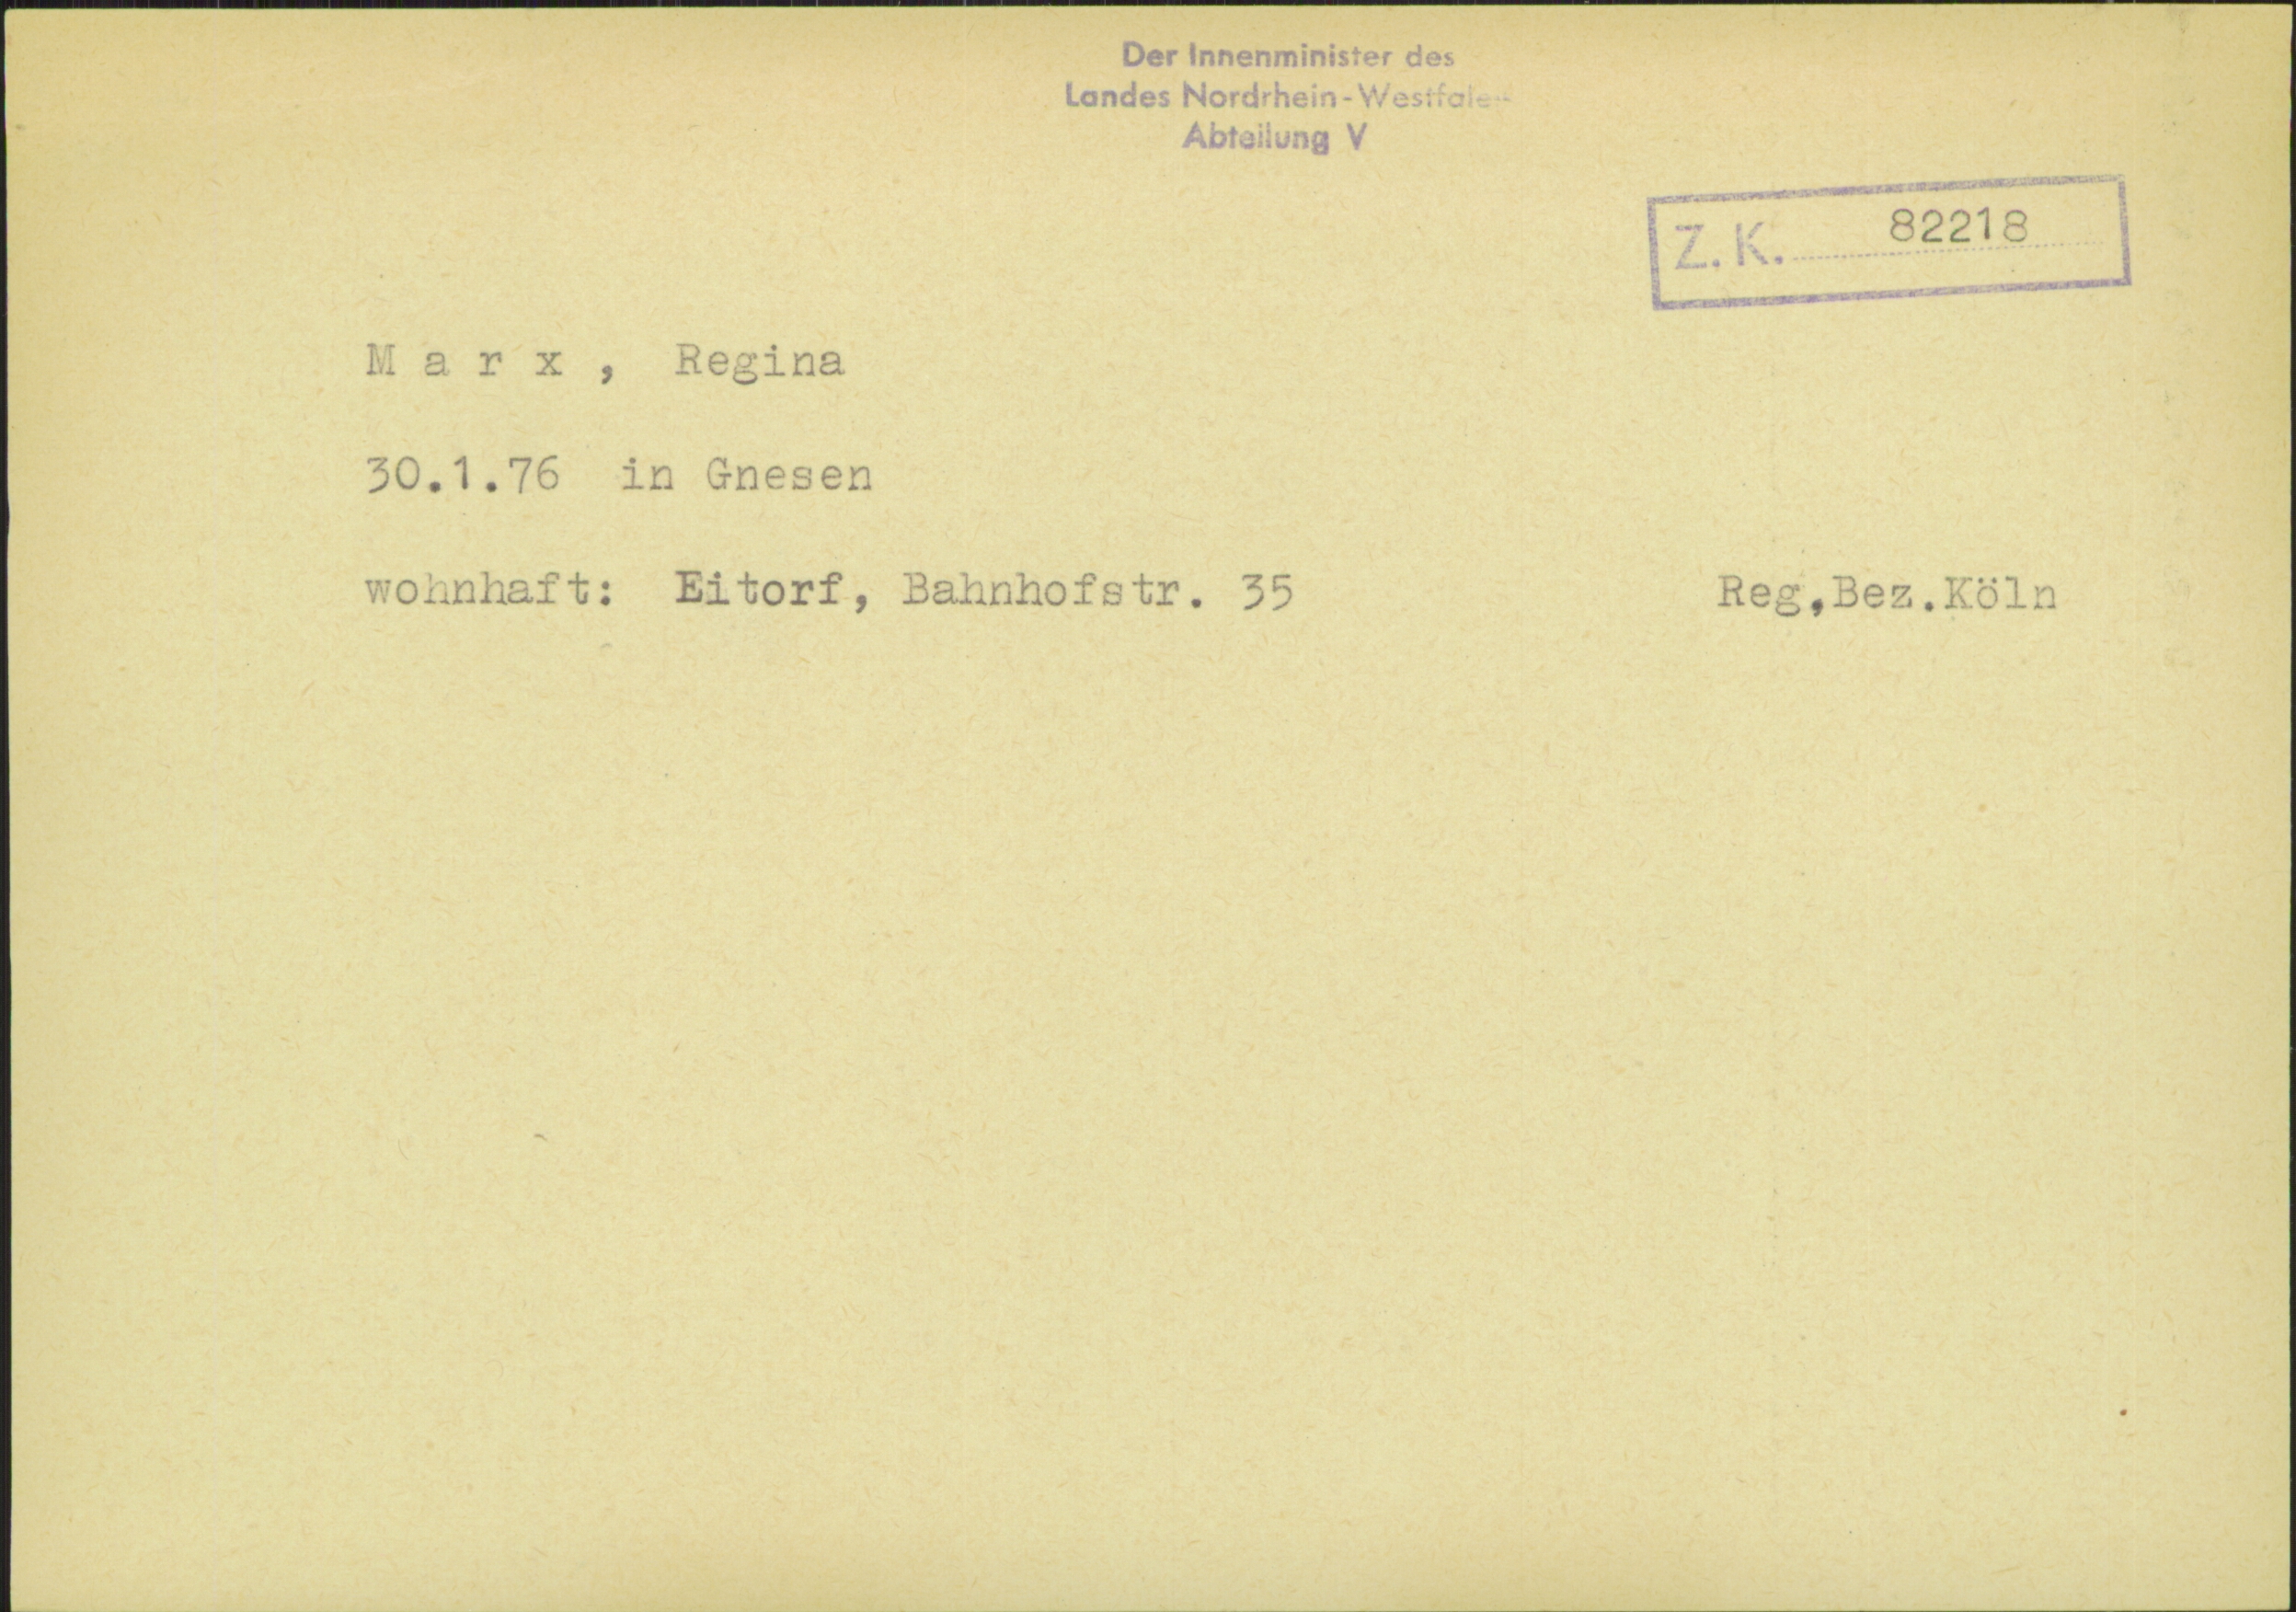 Der Innenminister des
Landes Nordrhein-Westfalen
Abteilung V
Z. K. 82218
M a r x , Regina
30.1.76 in Gnesen
wohnhaft: Eitorf, Bahnhofstr. 35 Reg,Bez.Köln